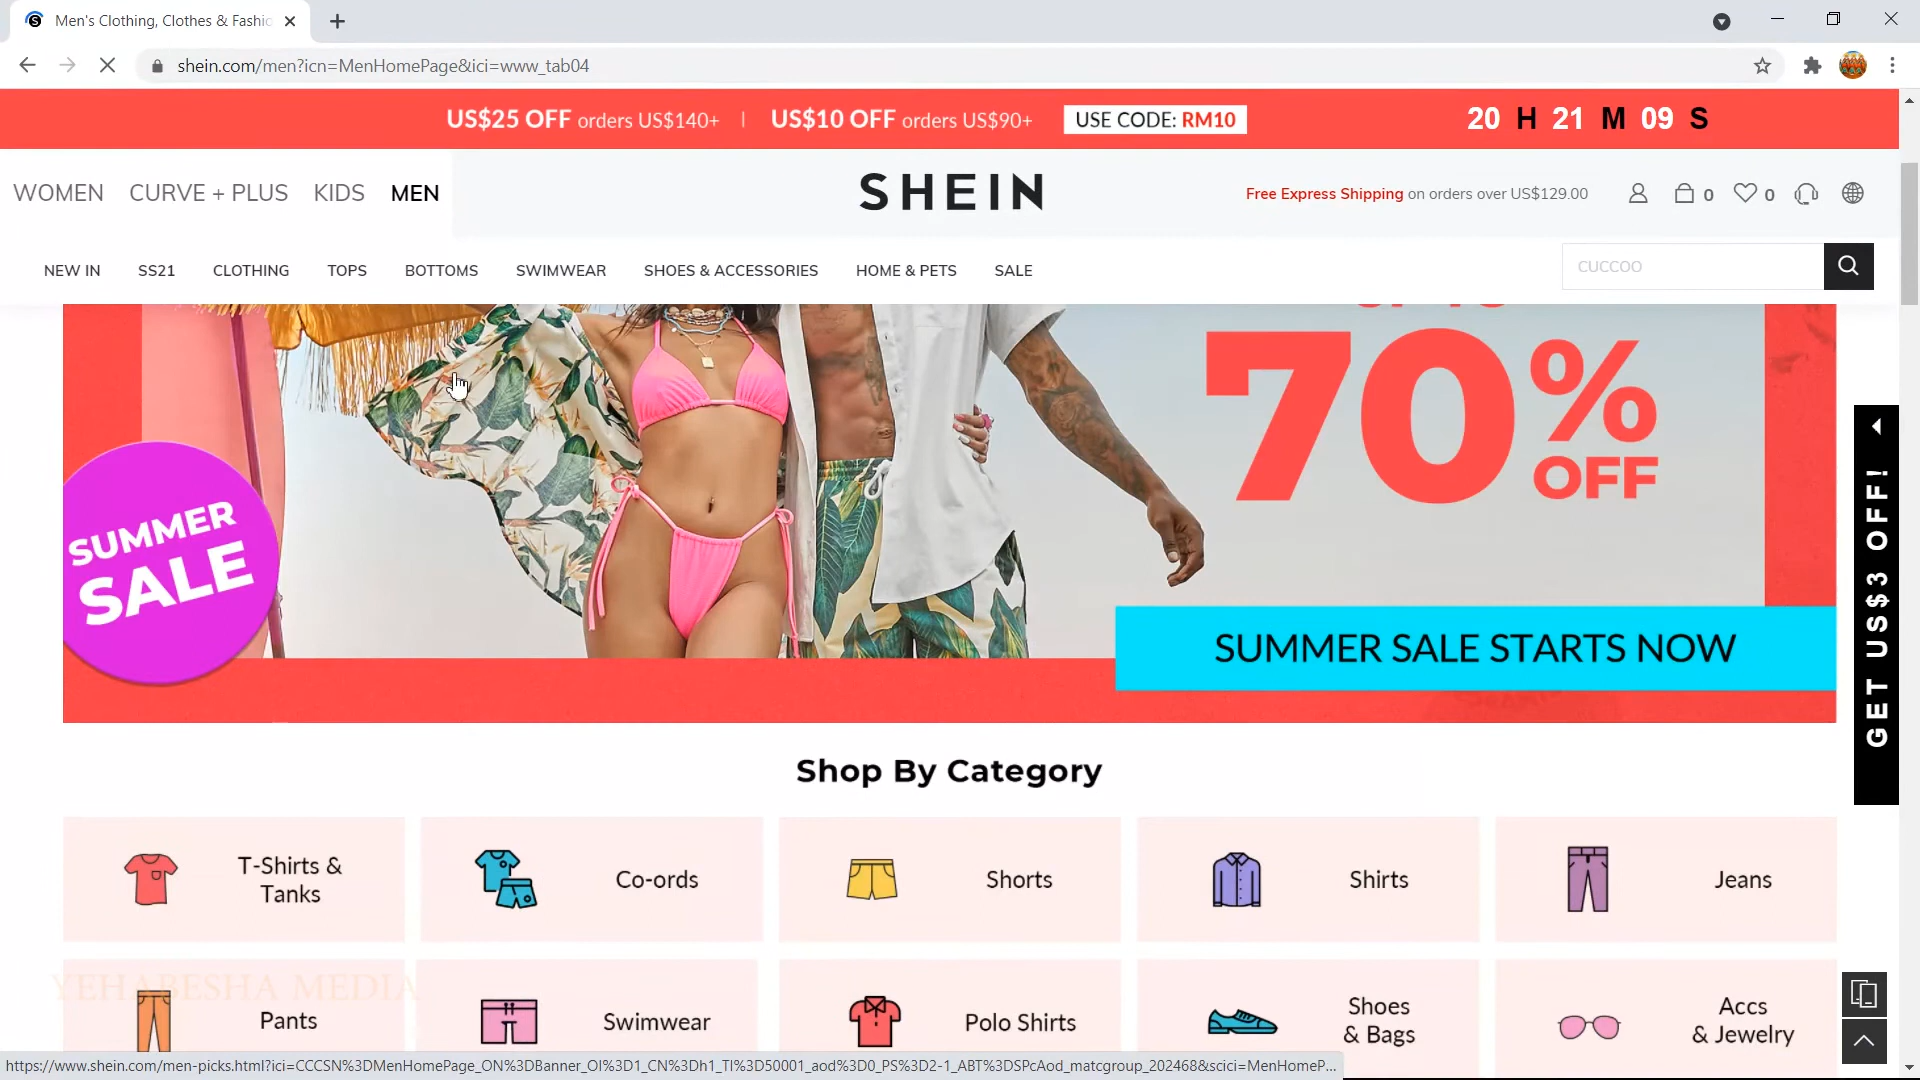 Men's Clothing, Clothes & Fashic
shein.com/men?icn=MenHomePage&ici=www_tab04
US$25 OFF orders US$140+ | US$10 OFF orders US$90+ USE CODE: RM10 20 H 21 M 09 S
WOMEN CURVE + PLUS KIDS MEN SHEIN Free Express Shipping on orders over US$129.00 0 0
NEW IN SS21 CLOTHING TOPS BOTTOMS SWIMWEAR SHOES & ACCESSORIES HOME & PETS SALE CUCCOO
70% OFF
GET US$3 OFF!
SUMMER
SALE
SUMMER SALE STARTS NOW
Shop By Category
T-Shirts &
Tanks
Co-ords
Shorts
Shirts
Jeans
YEHABESHA MEDIA
Pants
Swimwear
Polo Shirts
Shoes
& Bags
Accs
& Jewelry
https://www.shein.com/men-picks.html?ici=CCCSN%3DMenHomePage_ON%3DBanner_OI%3D1_CN%3Dh1_TI%3D50001_aod%3D0_PS%3D2-1_ABT%3DSPcAod_matcgroup_202468&scici=MenHomeP...